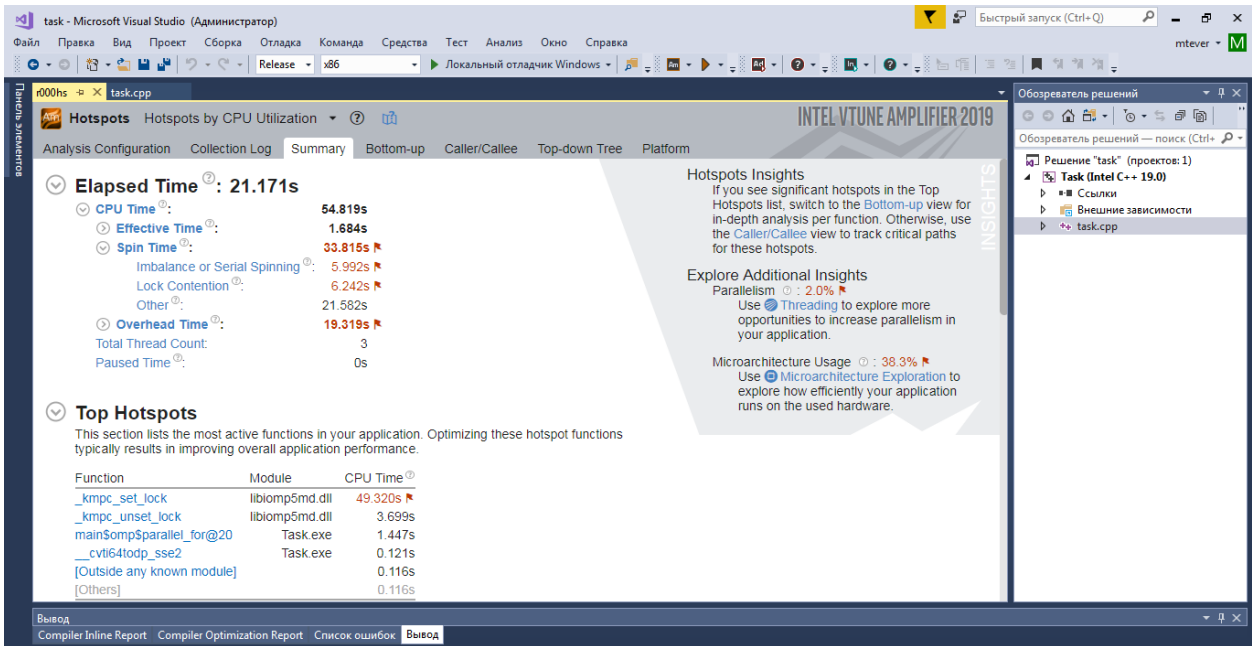 task - Microsoft Visual Studio (Администратор)
Быстрый запуск (Ctrl+Q)
Файл Правка Вид Проект Сборка Отладка Команда Средства Тест Анализ Окно Справка
mtever M
Release x86 Локальный отладчик Windows
Панель элементов
r000hs task.cpp
Hotspots Hotspots by CPU Utilization
INTEL VTUNE AMPLIFIER 2019
Analysis Configuration Collection Log Summary Bottom-up Caller/Callee Top-down Tree Platform
Elapsed Time: 21.171s
CPU Time: 54.819s
Effective Time: 1.684s
Spin Time: 33.815s
Imbalance or Serial Spinning: 5.992s
Lock Contention: 6.242s
Other: 21.582s
Overhead Time: 19.319s
Total Thread Count: 3
Paused Time: 0s
Top Hotspots
This section lists the most active functions in your application. Optimizing these hotspot functions
typically results in improving overall application performance.
Function Module CPU Time
_kmpc_set_lock libiomp5md.dll 49.320s
_kmpc_unset_lock libiomp5md.dll 3.699s
main$omp$parallel_for@20 Task.exe 1.447s
__cvti64todp_sse2 Task.exe 0.121s
[Outside any known module] 0.116s
[Others] 0.116s
Hotspots Insights
If you see significant hotspots in the Top
Hotspots list, switch to the Bottom-up view for
in-depth analysis per function. Otherwise, use
the Caller/Callee view to track critical paths
for these hotspots.
Explore Additional Insights
Parallelism : 2.0%
Use Threading to explore more
opportunities to increase parallelism in
your application.
Microarchitecture Usage : 38.3%
Use Microarchitecture Exploration to
explore how efficiently your application
runs on the used hardware.
INSIGHTS
Обозреватель решений
Обозреватель решений — поиск (Ctrl+
Решение "task" (проектов: 1)
Task (Intel C++ 19.0)
Ссылки
Внешние зависимости
task.cpp
Вывод
Compiler Inline Report Compiler Optimization Report Список ошибок Вывод